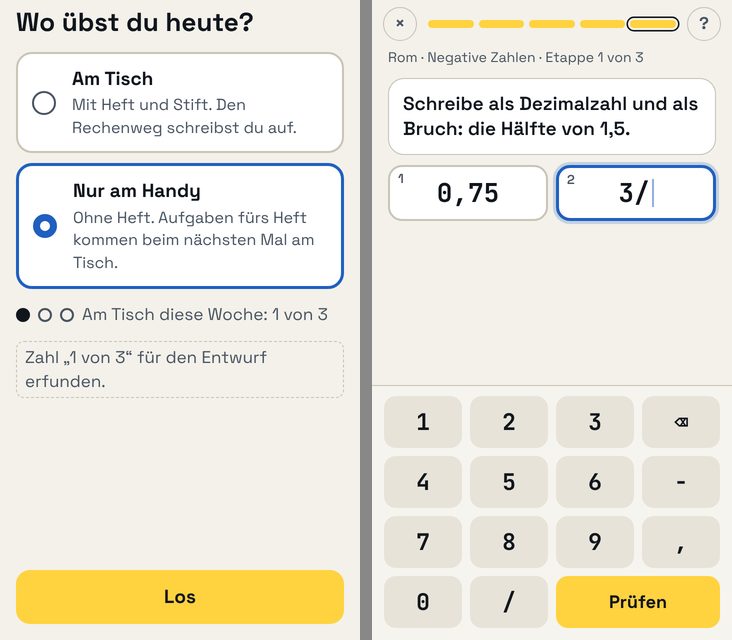 Wo übst du heute?
Am Tisch
Mit Heft und Stift. Den
Rechenweg schreibst du auf.
Nur am Handy
Ohne Heft. Aufgaben fürs Heft
kommen beim nächsten Mal am
Tisch.
Am Tisch diese Woche: 1 von 3
Zahl „1 von 3“ für den Entwurf
erfunden.
Los
×
?
Rom · Negative Zahlen · Etappe 1 von 3
Schreibe als Dezimalzahl und als
Bruch: die Hälfte von 1,5.
1 0,75
2 3/
1 2 3 ⌫
4 5 6 -
7 8 9 ,
0 / Prüfen